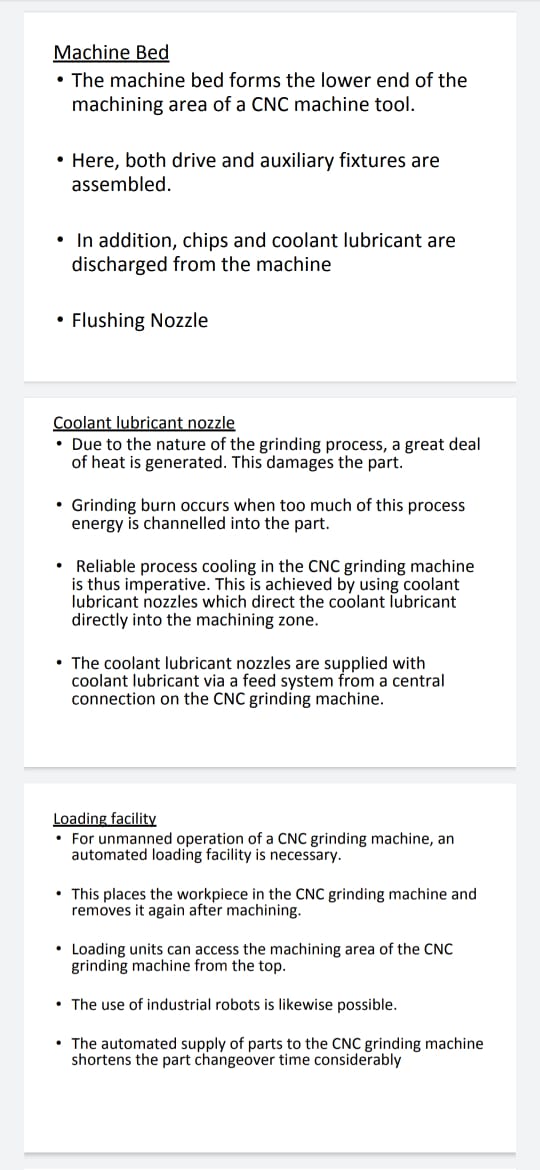 Machine Bed
• The machine bed forms the lower end of the
machining area of a CNC machine tool.
• Here, both drive and auxiliary fixtures are
assembled.
• In addition, chips and coolant lubricant are
discharged from the machine
• Flushing Nozzle
Coolant lubricant nozzle
• Due to the nature of the grinding process, a great deal
of heat is generated. This damages the part.
• Grinding burn occurs when too much of this process
energy is channelled into the part.
• Reliable process cooling in the CNC grinding machine
is thus imperative. This is achieved by using coolant
lubricant nozzles which direct the coolant lubricant
directly into the machining zone.
• The coolant lubricant nozzles are supplied with
coolant lubricant via a feed system from a central
connection on the CNC grinding machine.
Loading facility
• For unmanned operation of a CNC grinding machine, an
automated loading facility is necessary.
• This places the workpiece in the CNC grinding machine and
removes it again after machining.
• Loading units can access the machining area of the CNC
grinding machine from the top.
• The use of industrial robots is likewise possible.
• The automated supply of parts to the CNC grinding machine
shortens the part changeover time considerably